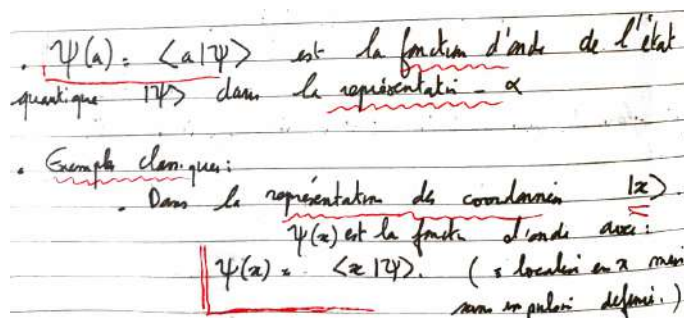 . Ψ(a) = <a|Ψ> est la fonction d'onde de l'état
quantique |Ψ> dans la représentation - α
. Exemples classiques:
. Dans la représentation des coordonnées |x>
Ψ(x) est la fonction d'onde avec:
Ψ(x) = <x|Ψ>. ( localisé en x
sans impulsion définie.)